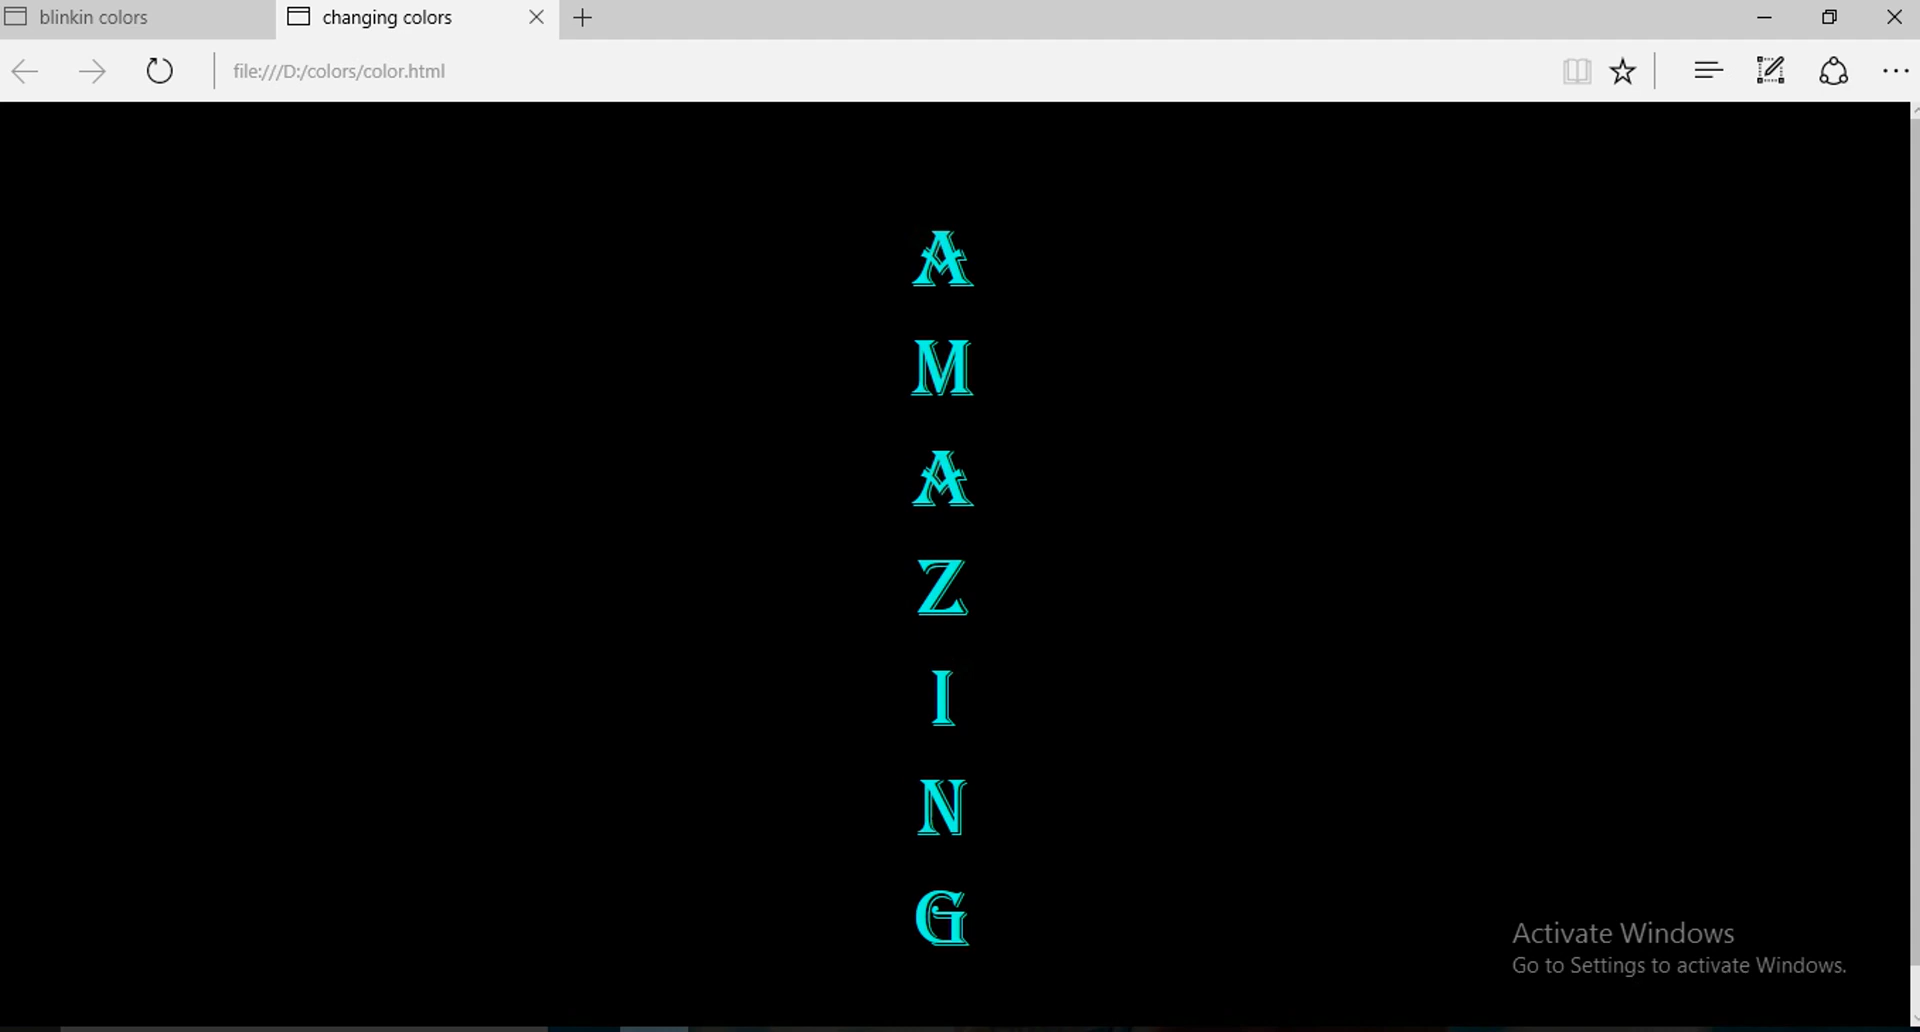 blinkin colors
changing colors
file:///D:/colors/color.html
A
M
A
Z
I
N
G
Activate Windows
Go to Settings to activate Windows.